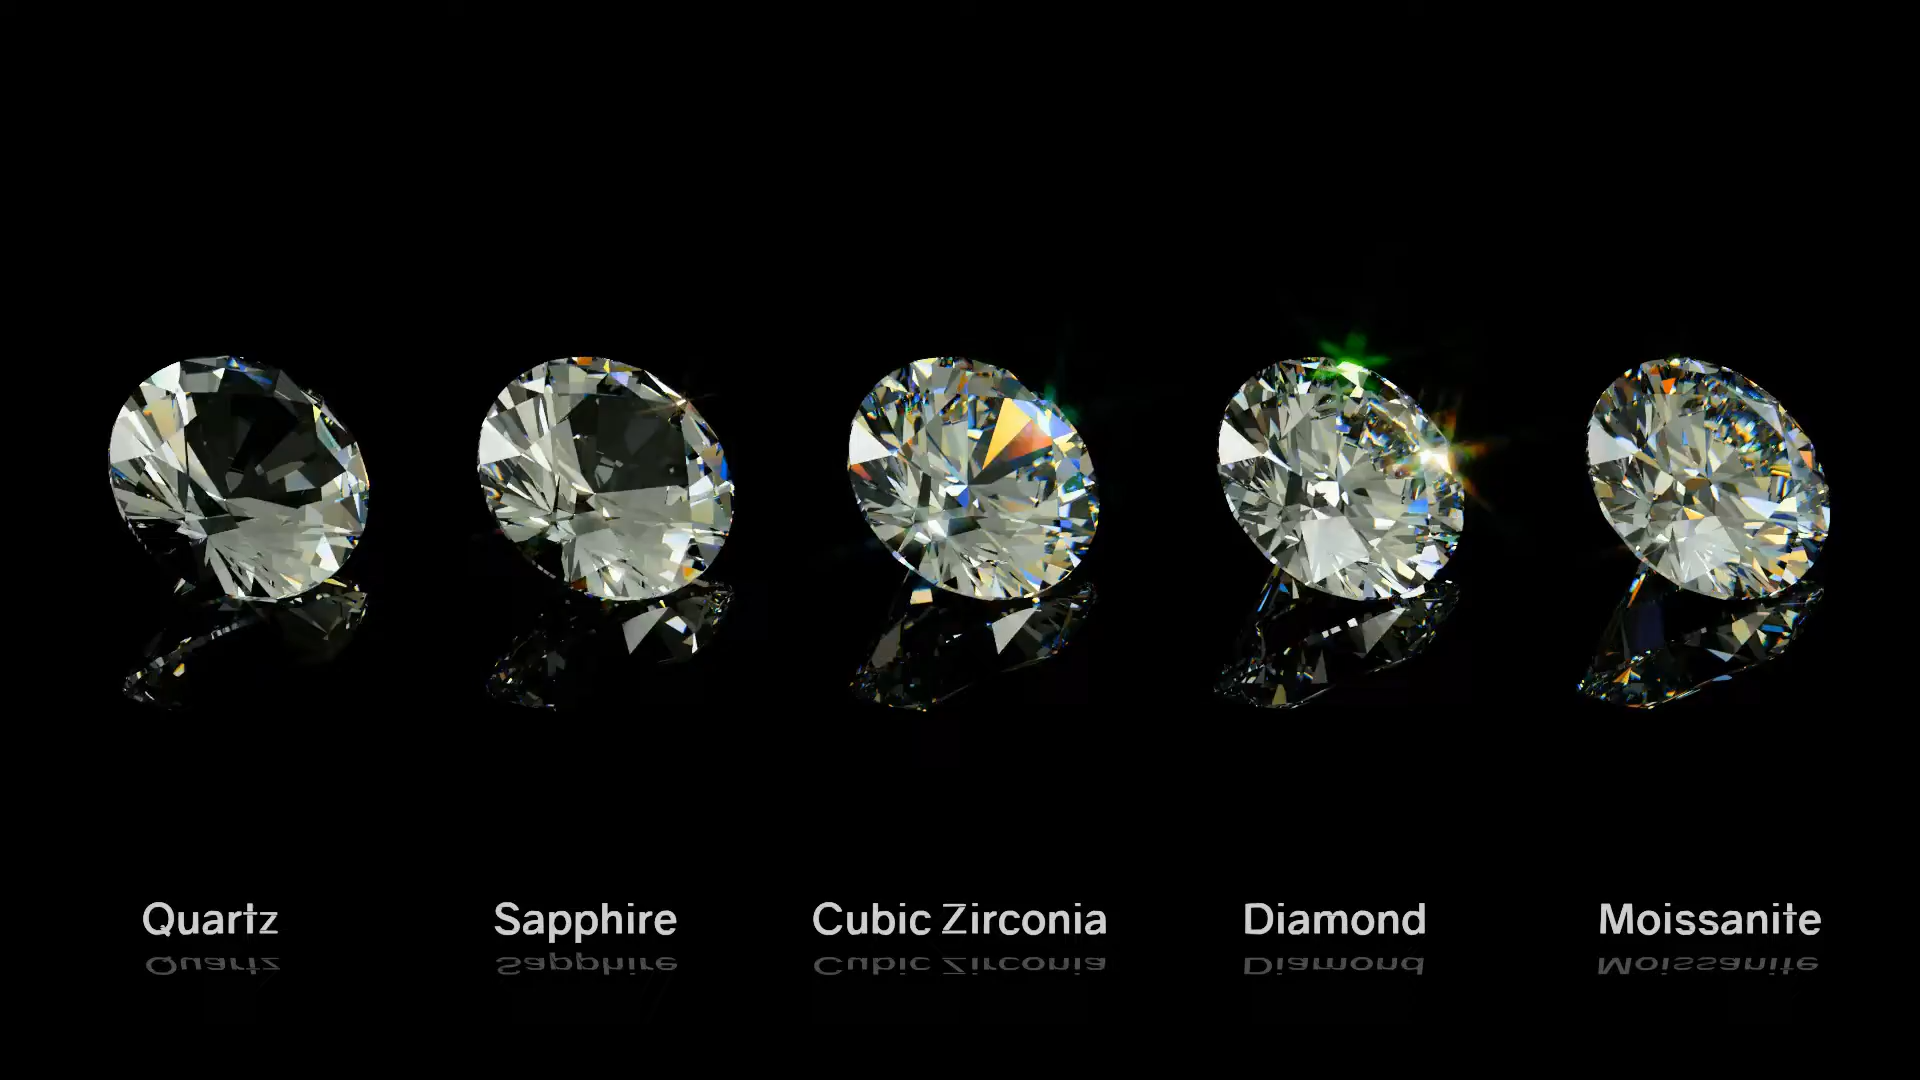 Quartz
Sapphire
Cubic Zirconia
Diamond
Moissanite